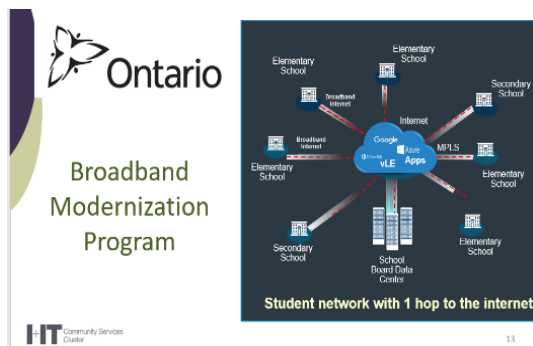 Ontario
Broadband
Modernization
Program
Elementary
School
Elementary
School
Secondary
School
Broadband
Internet
Internet
Google
Azure
Apps
vLE
MPLS
Broadband
Internet
Elementary
School
Elementary
School
Secondary
School
School
Board Data
Center
Elementary
School
Student network with 1 hop to the internet
I+IT Community Services
Cluster
13